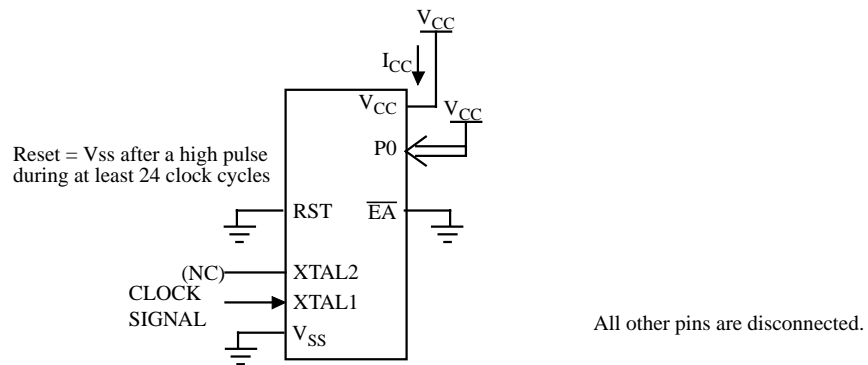 VCC
ICC
VCC
VCC
P0
Reset = Vss after a high pulse
during at least 24 clock cycles
RST
EA
(NC)
XTAL2
CLOCK
SIGNAL
XTAL1
VSS
All other pins are disconnected.